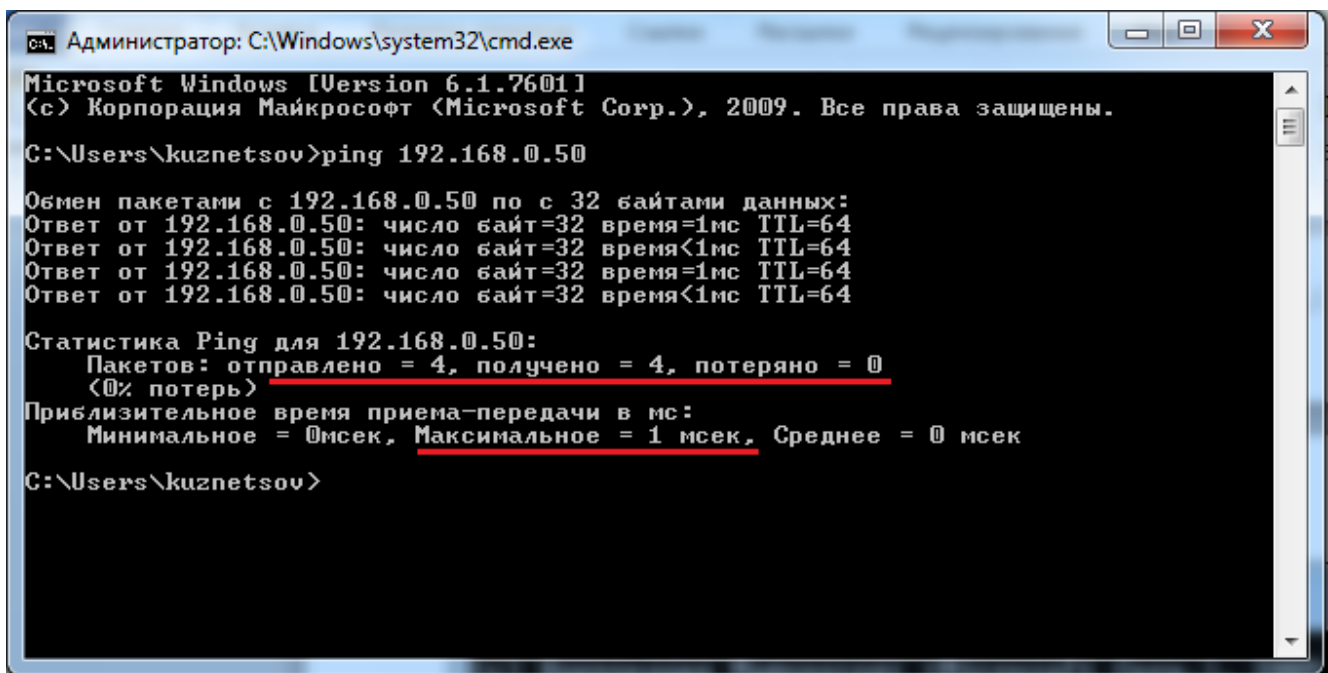 Администратор: C:\Windows\system32\cmd.exe
Microsoft Windows [Version 6.1.7601]
(c) Корпорация Майкрософт (Microsoft Corp.), 2009. Все права защищены.
C:\Users\kuznetsov>ping 192.168.0.50
Обмен пакетами с 192.168.0.50 по с 32 байтами данных:
Ответ от 192.168.0.50: число байт=32 время=1мс TTL=64
Ответ от 192.168.0.50: число байт=32 время<1мс TTL=64
Ответ от 192.168.0.50: число байт=32 время=1мс TTL=64
Ответ от 192.168.0.50: число байт=32 время<1мс TTL=64
Статистика Ping для 192.168.0.50:
Пакетов: отправлено = 4, получено = 4, потеряно = 0
(0% потерь)
Приблизительное время приема-передачи в мс:
Минимальное = 0мсек, Максимальное = 1 мсек, Среднее = 0 мсек
C:\Users\kuznetsov>